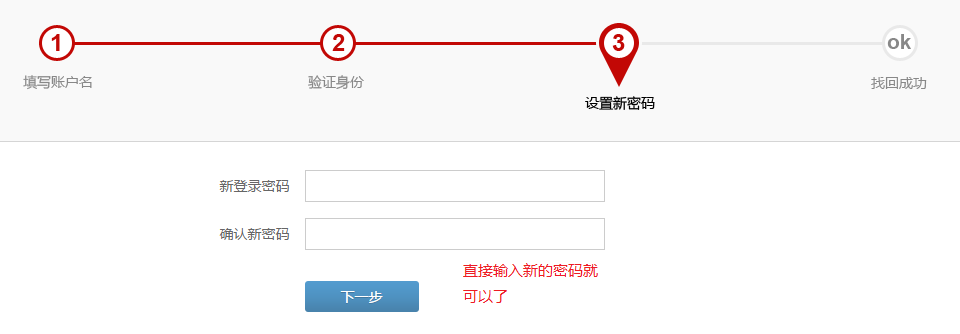 1
2
3
ok
填写账户名
验证身份
设置新密码
找回成功
新登录密码
确认新密码
直接输入新的密码就
可以了
下一步